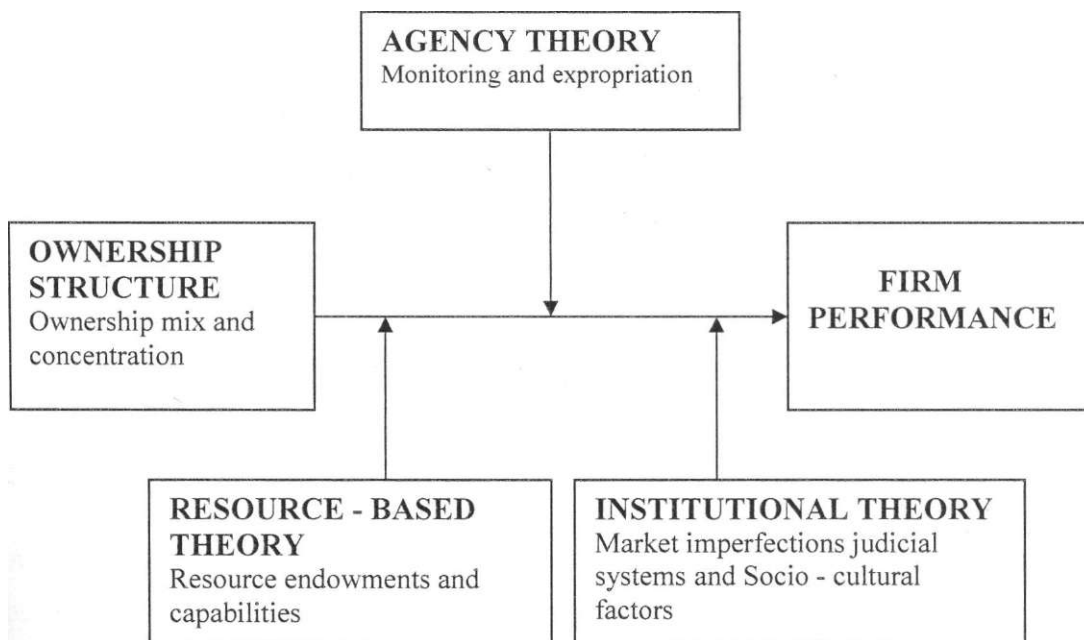 AGENCY THEORY
Monitoring and expropriation
OWNERSHIP
STRUCTURE
Ownership mix and
concentration
FIRM
PERFORMANCE
RESOURCE - BASED
THEORY
Resource endowments and
capabilities
INSTITUTIONAL THEORY
Market imperfections judicial
systems and Socio - cultural
factors